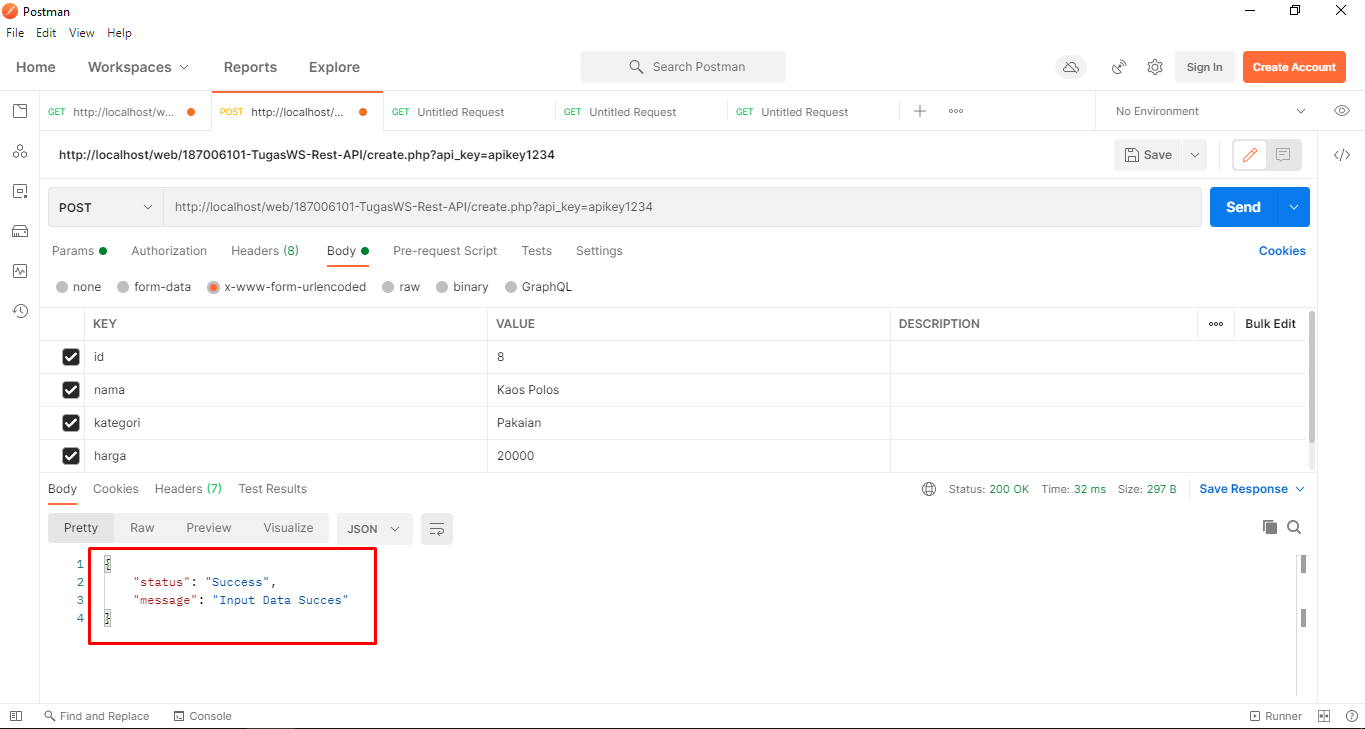 Postman
File Edit View Help
Home Workspaces Reports Explore Search Postman Sign In Create Account
GET http://localhost/w... POST http://localhost/... GET Untitled Request GET Untitled Request GET Untitled Request No Environment
http://localhost/web/187006101-TugasWS-Rest-API/create.php?api_key=apikey1234 Save
POST http://localhost/web/187006101-TugasWS-Rest-API/create.php?api_key=apikey1234 Send
Params Authorization Headers (8) Body Pre-request Script Tests Settings Cookies
none form-data x-www-form-urlencoded raw binary GraphQL
KEY VALUE DESCRIPTION Bulk Edit
id 8
nama Kaos Polos
kategori Pakaian
harga 20000
Body Cookies Headers (7) Test Results Status: 200 OK Time: 32 ms Size: 297 B Save Response
Pretty Raw Preview Visualize JSON
1 {
2 "status": "Success",
3 "message": "Input Data Succes"
4 }
Find and Replace Console Runner